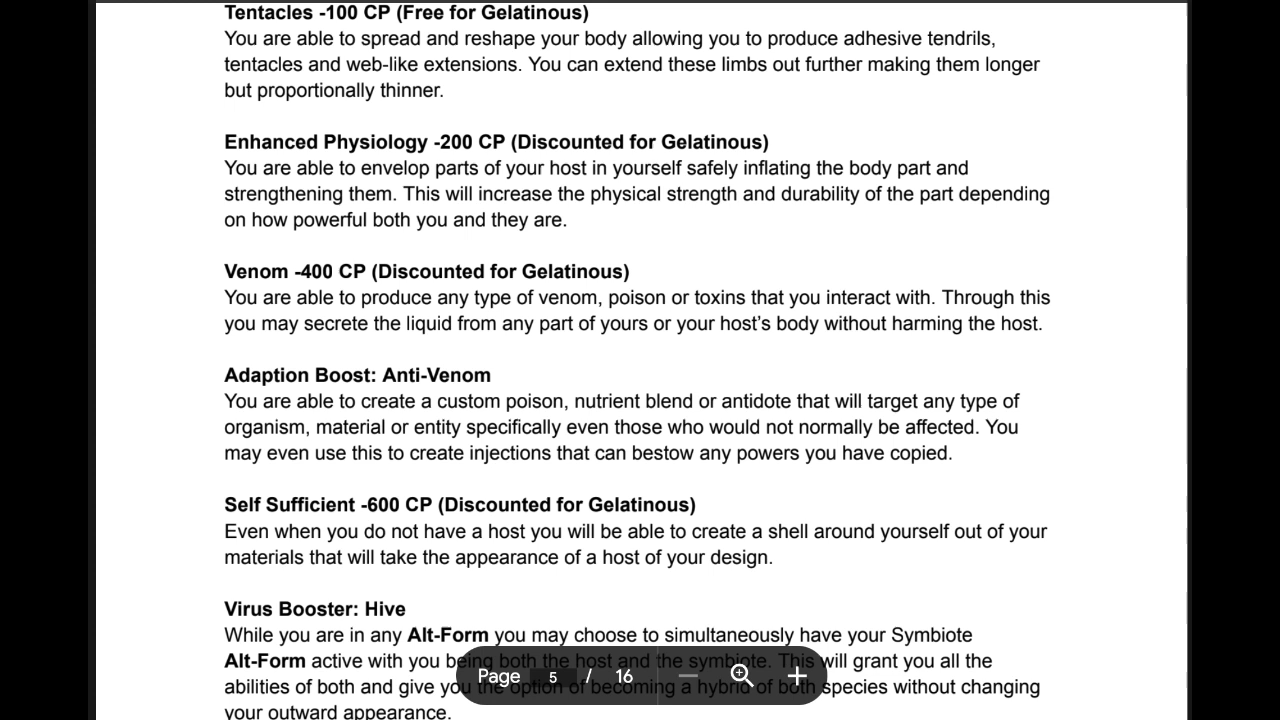 Tentacles -100 CP (Free for Gelatinous)
You are able to spread and reshape your body allowing you to produce adhesive tendrils,
tentacles and web-like extensions. You can extend these limbs out further making them longer
but proportionally thinner.
Enhanced Physiology -200 CP (Discounted for Gelatinous)
You are able to envelop parts of your host in yourself safely inflating the body part and
strengthening them. This will increase the physical strength and durability of the part depending
on how powerful both you and they are.
Venom -400 CP (Discounted for Gelatinous)
You are able to produce any type of venom, poison or toxins that you interact with. Through this
you may secrete the liquid from any part of yours or your host's body without harming the host.
Adaption Boost: Anti-Venom
You are able to create a custom poison, nutrient blend or antidote that will target any type of
organism, material or entity specifically even those who would not normally be affected. You
may even use this to create injections that can bestow any powers you have copied.
Self Sufficient -600 CP (Discounted for Gelatinous)
Even when you do not have a host you will be able to create a shell around yourself out of your
materials that will take the appearance of a host of your design.
Virus Booster: Hive
While you are in any Alt-Form you may choose to simultaneously have your Symbiote
Alt-Form active with you being both the host and the symbiote. This will grant you all the
abilities of both and give you the option of becoming a hybrid of both species without changing
your outward appearance.
Page 5 / 16